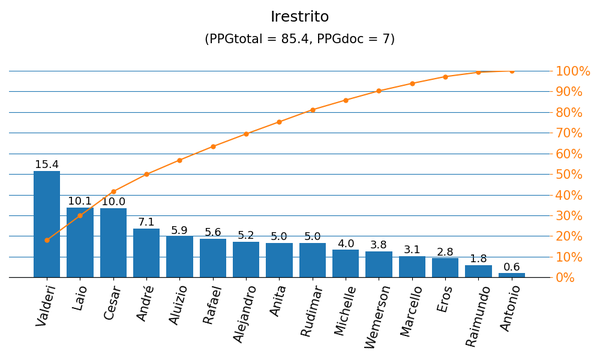 Irestrito
(PPGtotal = 85.4, PPGdoc = 7)
100%
90%
80%
70%
60%
50%
40%
30%
20%
10%
0%
15.4
10.1
10.0
7.1
5.9
5.6
5.2
5.0
5.0
4.0
3.8
3.1
2.8
1.8
0.6
Valderi
Laio
Cesar
André
Aluizio
Rafael
Alejandro
Anita
Rudimar
Michelle
Wemerson
Marcello
Eros
Raimundo
Antonio